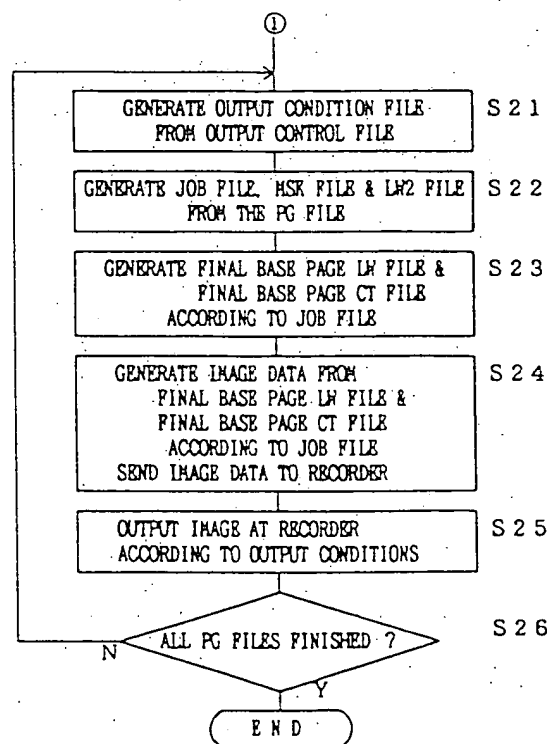 ①
GENERATE OUTPUT CONDITION FILE S21
FROM OUTPUT CONTROL FILE
GENERATE JOB FILE, MSK FILE & LW2 FILE S22
FROM THE PG FILE
GENERATE FINAL BASE PAGE LW FILE & S23
FINAL BASE PAGE CT FILE
ACCORDING TO JOB FILE
GENERATE IMAGE DATA FROM S24
FINAL BASE PAGE LW FILE &
FINAL BASE PAGE CT FILE
ACCORDING TO JOB FILE
SEND IMAGE DATA TO RECORDER
OUTPUT IMAGE AT RECORDER S25
ACCORDING TO OUTPUT CONDITIONS
ALL PG FILES FINISHED ? S26
N
Y
END